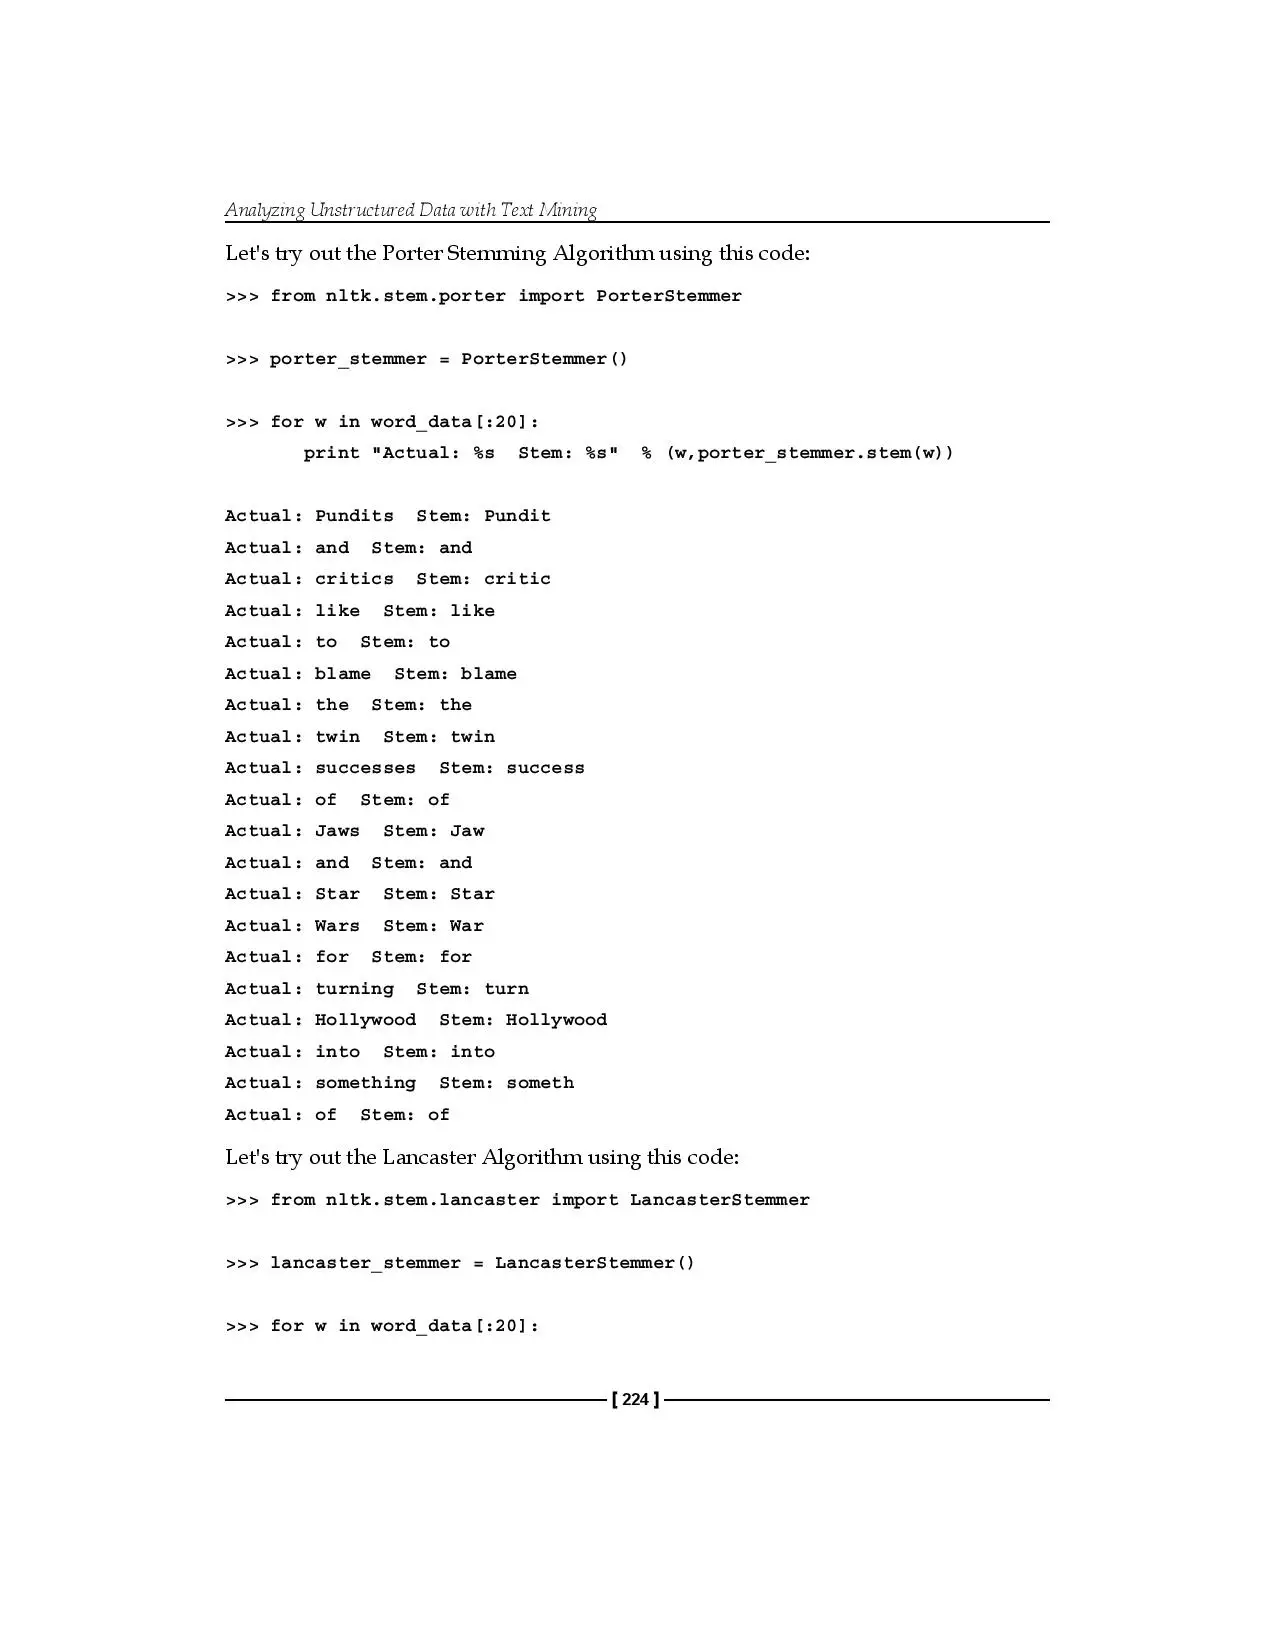 Analyzing Unstructured Data with Text Mining
Let's try out the Porter Stemming Algorithm using this code:
>>> from nltk.stem.porter import PorterStemmer
>>> porter_stemmer = PorterStemmer()
>>> for w in word_data[:20]:
print "Actual: %s  Stem: %s"  % (w,porter_stemmer.stem(w))
Actual: Pundits  Stem: Pundit
Actual: and  Stem: and
Actual: critics  Stem: critic
Actual: like  Stem: like
Actual: to  Stem: to
Actual: blame  Stem: blame
Actual: the  Stem: the
Actual: twin  Stem: twin
Actual: successes  Stem: success
Actual: of  Stem: of
Actual: Jaws  Stem: Jaw
Actual: and  Stem: and
Actual: Star  Stem: Star
Actual: Wars  Stem: War
Actual: for  Stem: for
Actual: turning  Stem: turn
Actual: Hollywood  Stem: Hollywood
Actual: into  Stem: into
Actual: something  Stem: someth
Actual: of  Stem: of
Let's try out the Lancaster Algorithm using this code:
>>> from nltk.stem.lancaster import LancasterStemmer
>>> lancaster_stemmer = LancasterStemmer()
>>> for w in word_data[:20]:
[ 224 ]